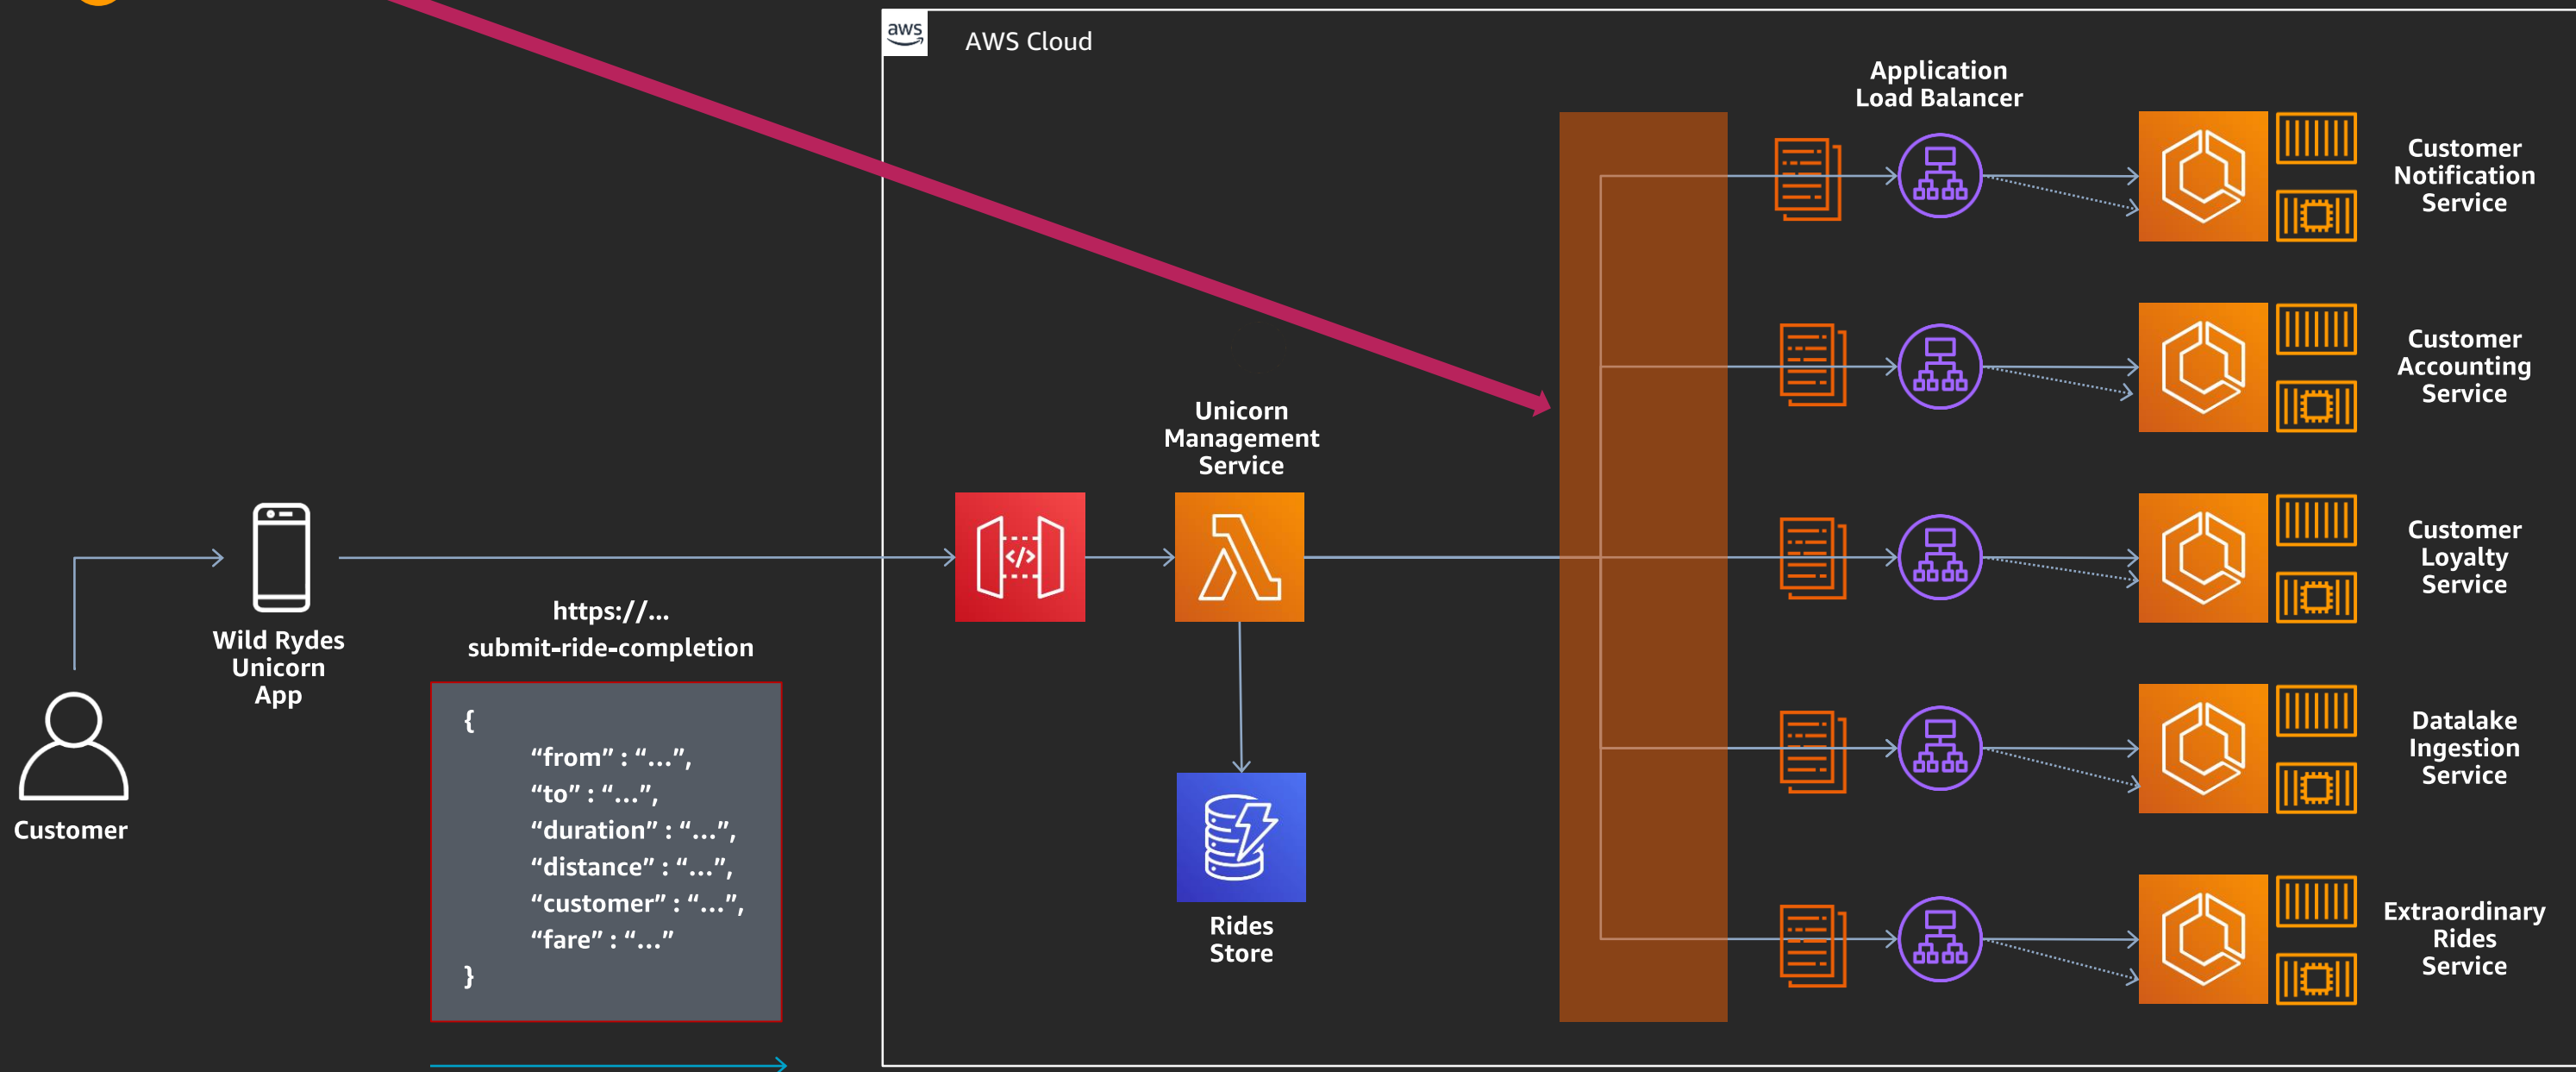 aws
AWS Cloud
Application
Load Balancer
Customer
Notification
Service
Customer
Accounting
Service
Unicorn
Management
Service
Customer
Loyalty
Service
</>
https://...
submit-ride-completion
Wild Rydes
Unicorn
App
{
“from” : “...”,
“to” : “...”,
“duration” : “...”,
“distance” : “...”,
“customer” : “...”,
“fare” : “...”
}
Customer
Datalake
Ingestion
Service
Rides
Store
Extraordinary
Rides
Service